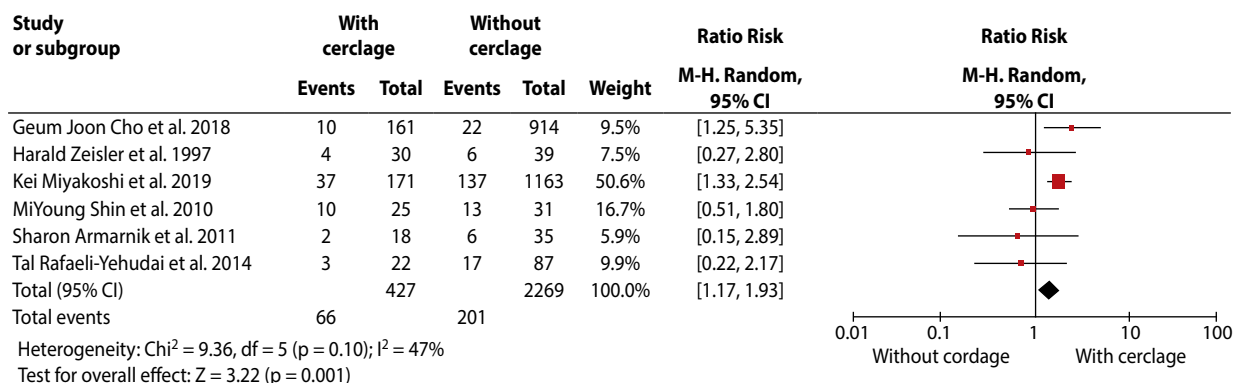 Study or subgroup With cerclage Without cerclage Ratio Risk Ratio Risk
Events Total Events Total Weight M-H. Random, 95% CI M-H. Random, 95% CI
Geum Joon Cho et al. 2018 10 161 22 914 9.5% [1.25, 5.35]
Harald Zeisler et al. 1997 4 30 6 39 7.5% [0.27, 2.80]
Kei Miyakoshi et al. 2019 37 171 137 1163 50.6% [1.33, 2.54]
MiYoung Shin et al. 2010 10 25 13 31 16.7% [0.51, 1.80]
Sharon Armarnik et al. 2011 2 18 6 35 5.9% [0.15, 2.89]
Tal Rafaeli-Yehudai et al. 2014 3 22 17 87 9.9% [0.22, 2.17]
Total (95% CI) 427 2269 100.0% [1.17, 1.93]
Total events 66 201
Heterogeneity: Chi² = 9.36, df = 5 (p = 0.10); I² = 47%
Test for overall effect: Z = 3.22 (p = 0.001)
0.01 0.1 1 10 100
Without cordage With cerclage